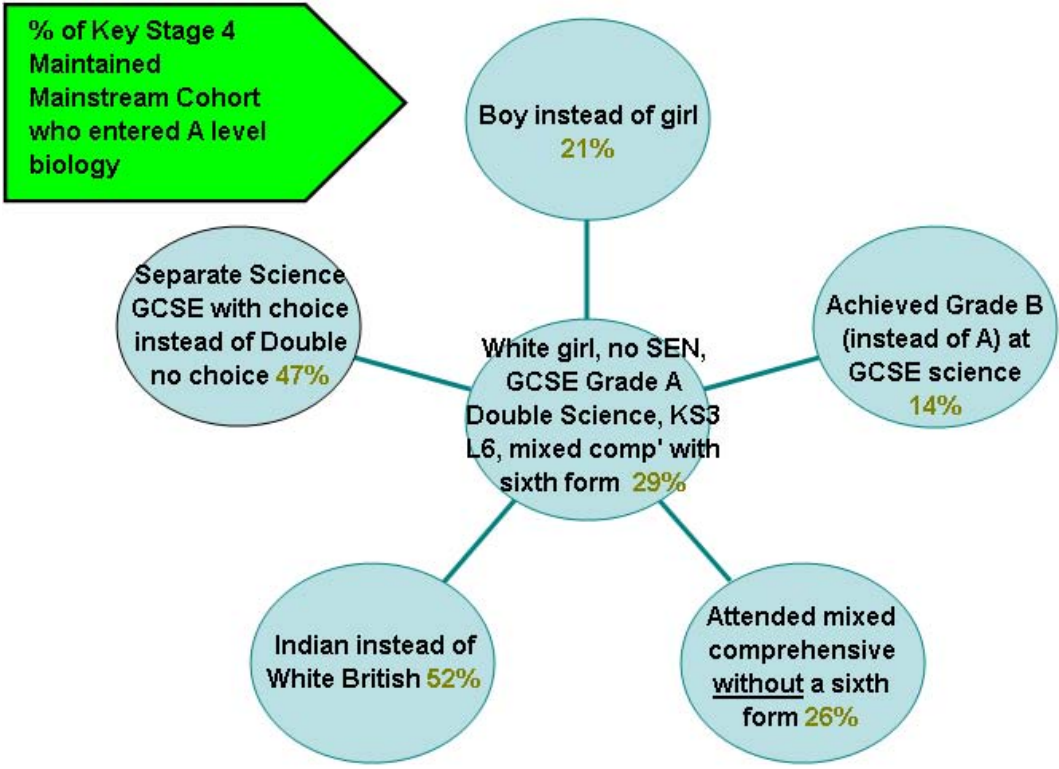 % of Key Stage 4
Maintained
Mainstream Cohort
who entered A level
biology
Boy instead of girl
21%
Separate Science
GCSE with choice
instead of Double
no choice 47%
Achieved Grade B
(instead of A) at
GCSE science
14%
White girl, no SEN,
GCSE Grade A
Double Science, KS3
L6, mixed comp' with
sixth form 29%
Indian instead of
White British 52%
Attended mixed
comprehensive
without a sixth
form 26%